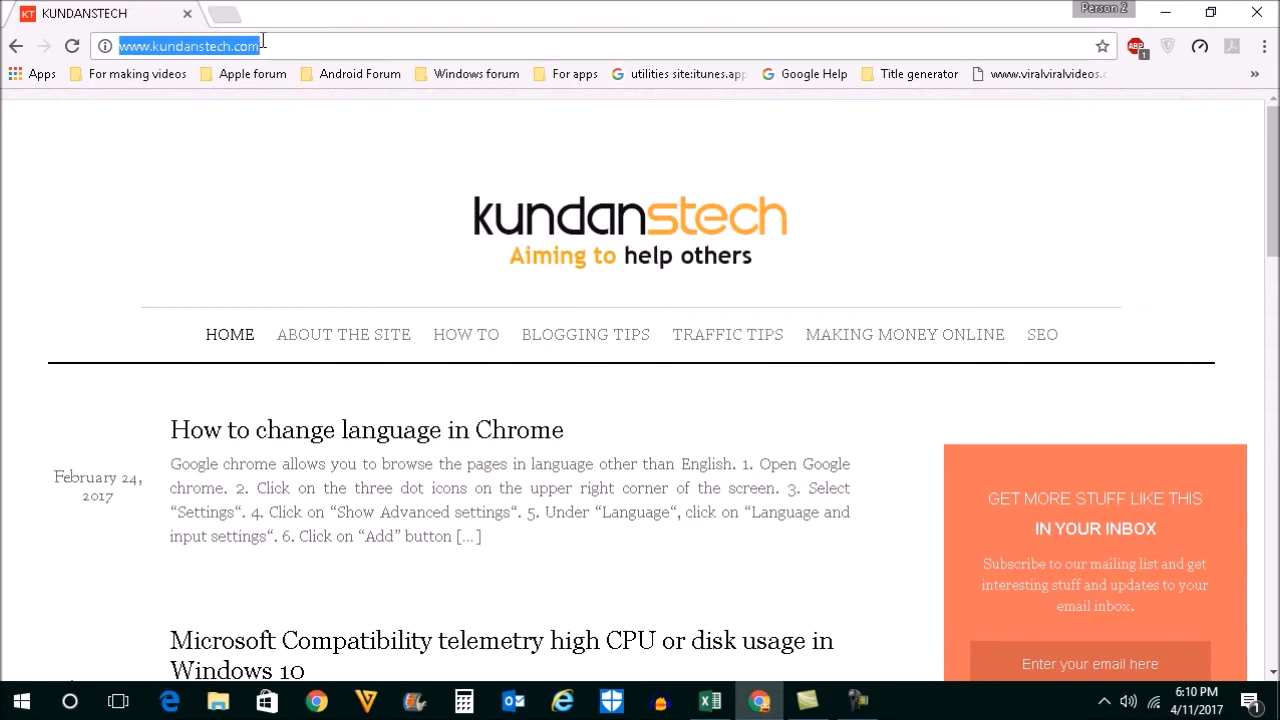 KT KUNDANSTECH
Person 2
www.kundanstech.com
ABP 1
Apps For making videos Apple forum Android Forum Windows forum For apps utilities site:itunes.app Google Help Title generator www.viralviralvideos.c
kundanstech
Aiming to help others
HOME ABOUT THE SITE HOW TO BLOGGING TIPS TRAFFIC TIPS MAKING MONEY ONLINE SEO
How to change language in Chrome
February 24,
2017
Google chrome allows you to browse the pages in language other than English. 1. Open Google
chrome. 2. Click on the three dot icons on the upper right corner of the screen. 3. Select
“Settings“. 4. Click on “Show Advanced settings“. 5. Under “Language“, click on “Language and
input settings“. 6. Click on “Add” button [...]
Microsoft Compatibility telemetry high CPU or disk usage in
Windows 10
GET MORE STUFF LIKE THIS
IN YOUR INBOX
Subscribe to our mailing list and get
interesting stuff and updates to your
email inbox.
Enter your email here
6:10 PM
4/11/2017
1